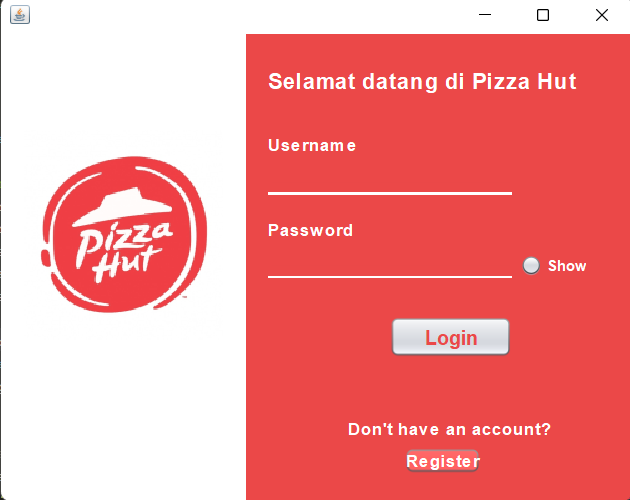 Pizza
Hut
Selamat datang di Pizza Hut
Username
Password
Show
Login
Don't have an account?
Register